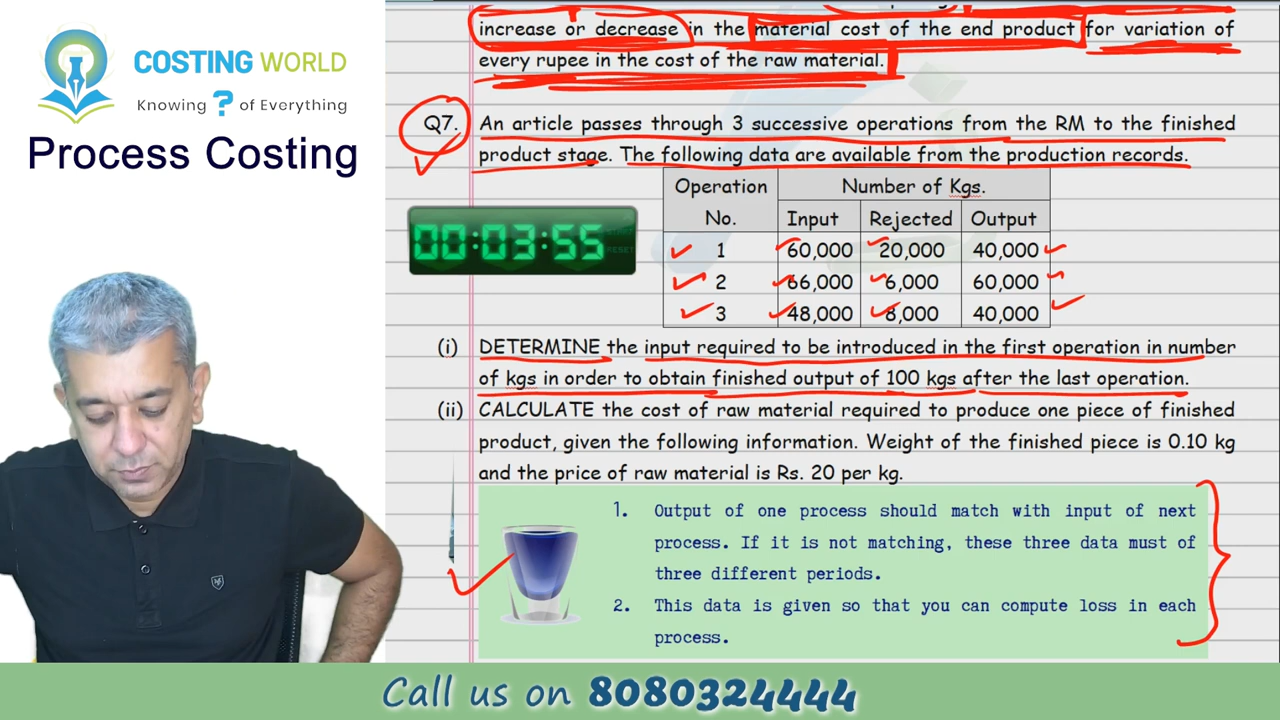 increase or decrease in the material cost of the end product for variation of
every rupee in the cost of the raw material.
COSTING WORLD
Knowing ? of Everything
Process Costing
Q7. An article passes through 3 successive operations from the RM to the finished
product stage. The following data are available from the production records.
Operation No. Number of Kgs.
Input Rejected Output
1 60,000 20,000 40,000
2 66,000 6,000 60,000
3 48,000 8,000 40,000
00:03:55
(i) DETERMINE the input required to be introduced in the first operation in number
of kgs in order to obtain finished output of 100 kgs after the last operation.
(ii) CALCULATE the cost of raw material required to produce one piece of finished
product, given the following information. Weight of the finished piece is 0.10 kg
and the price of raw material is Rs. 20 per kg.
1. Output of one process should match with input of next
process. If it is not matching, these three data must of
three different periods.
2. This data is given so that you can compute loss in each
process.
Call us on 8080324444